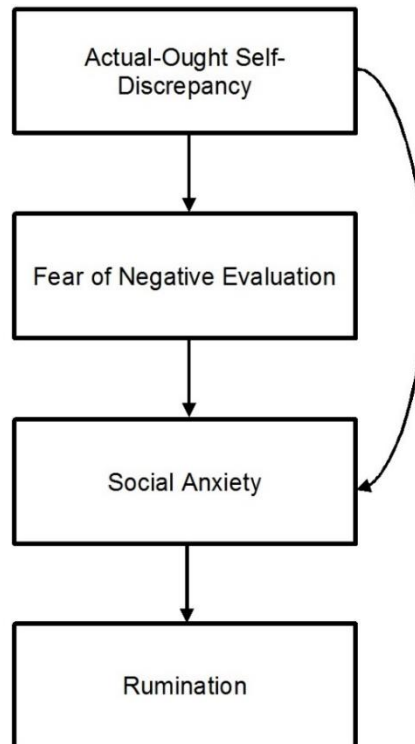 Actual-Ought Self-
Discrepancy
Fear of Negative Evaluation
Social Anxiety
Rumination